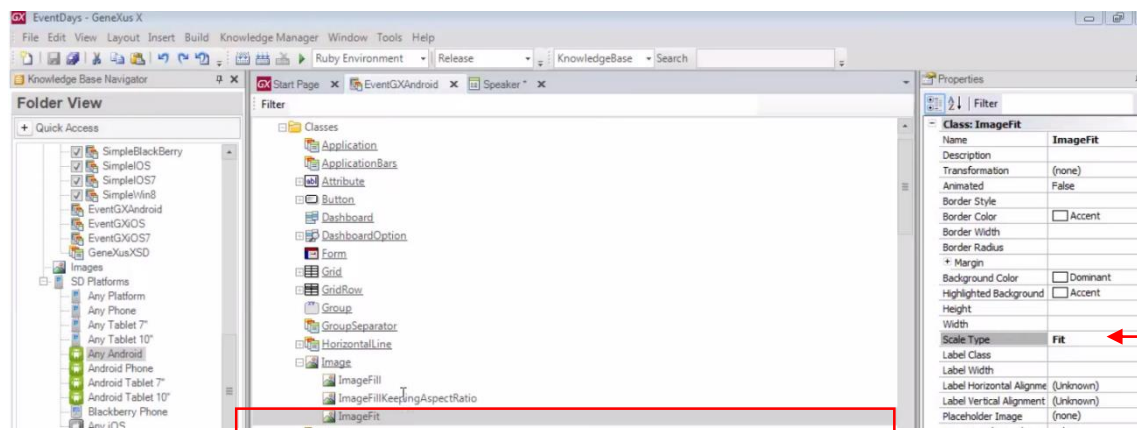 EventDays - GeneXus X
File Edit View Layout Insert Build Knowledge Manager Window Tools Help
Ruby Environment Release KnowledgeBase Search
Knowledge Base Navigator
Folder View
+ Quick Access
SimpleBlackBerry
SimpleIOS
SimpleIOS7
SimpleWin8
EventGXAndroid
EventGXiOS
EventGXiOS7
GeneXusXSD
Images
SD Platforms
Any Platform
Any Phone
Any Tablet 7"
Any Tablet 10"
Any Android
Android Phone
Android Tablet 7"
Android Tablet 10"
Blackberry Phone
Any iOS
Start Page EventGXAndroid Speaker *
Filter
Classes
Application
ApplicationBars
Attribute
Button
Dashboard
DashboardOption
Form
Grid
GridRow
Group
GroupSeparator
HorizontalLine
Image
ImageFill
ImageFillKeepingAspectRatio
ImageFit
Properties
Filter
Class: ImageFit
Name ImageFit
Description
Transformation (none)
Animated False
Border Style
Border Color Accent
Border Width
Border Radius
+ Margin
Background Color Dominant
Highlighted Background Accent
Height
Width
Scale Type Fit
Label Class
Label Width
Label Horizontal Alignme (Unknown)
Label Vertical Alignment (Unknown)
Placeholder Image (none)